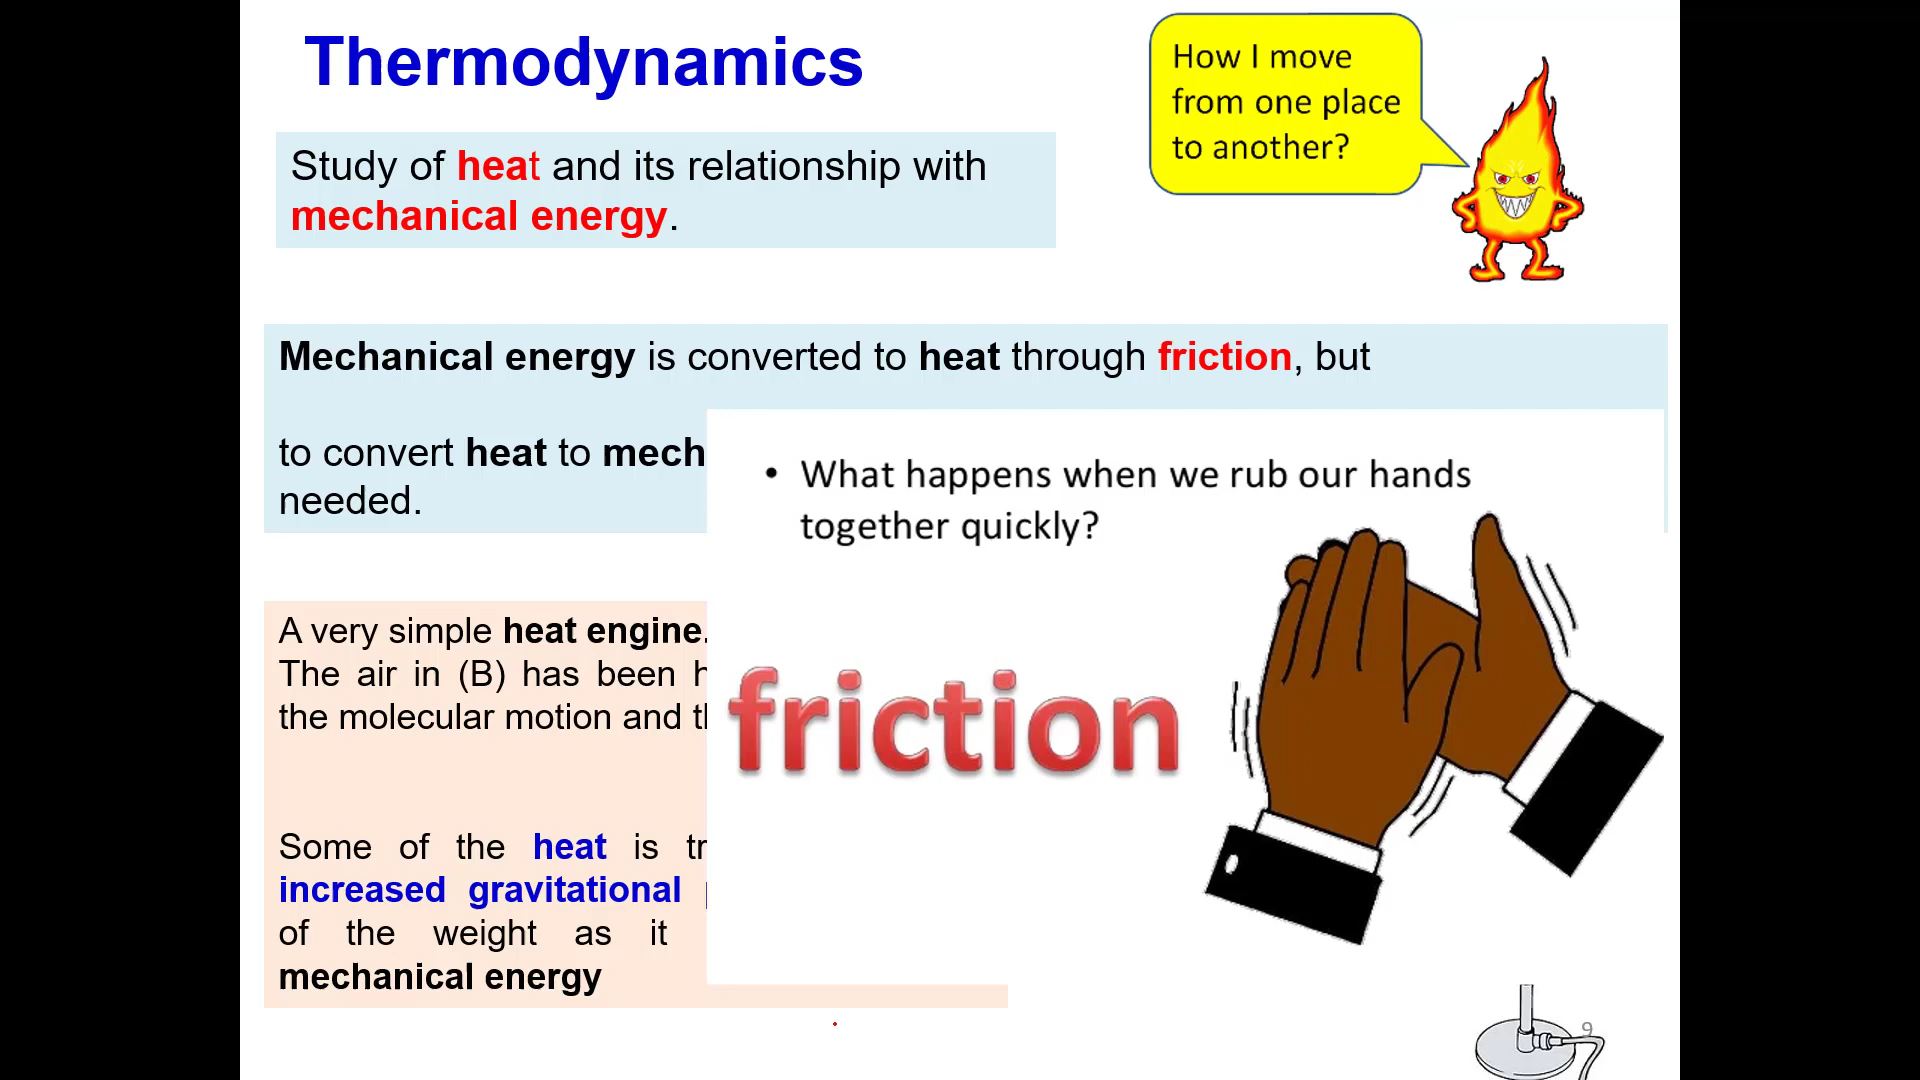 Thermodynamics
How I move
from one place
to another?
Study of heat and its relationship with
mechanical energy.
Mechanical energy is converted to heat through friction, but
to convert heat to mech
needed.
• What happens when we rub our hands
together quickly?
friction
A very simple heat engine.
The air in (B) has been h
the molecular motion and th
Some of the heat is tr
increased gravitational
of the weight as it
mechanical energy
9